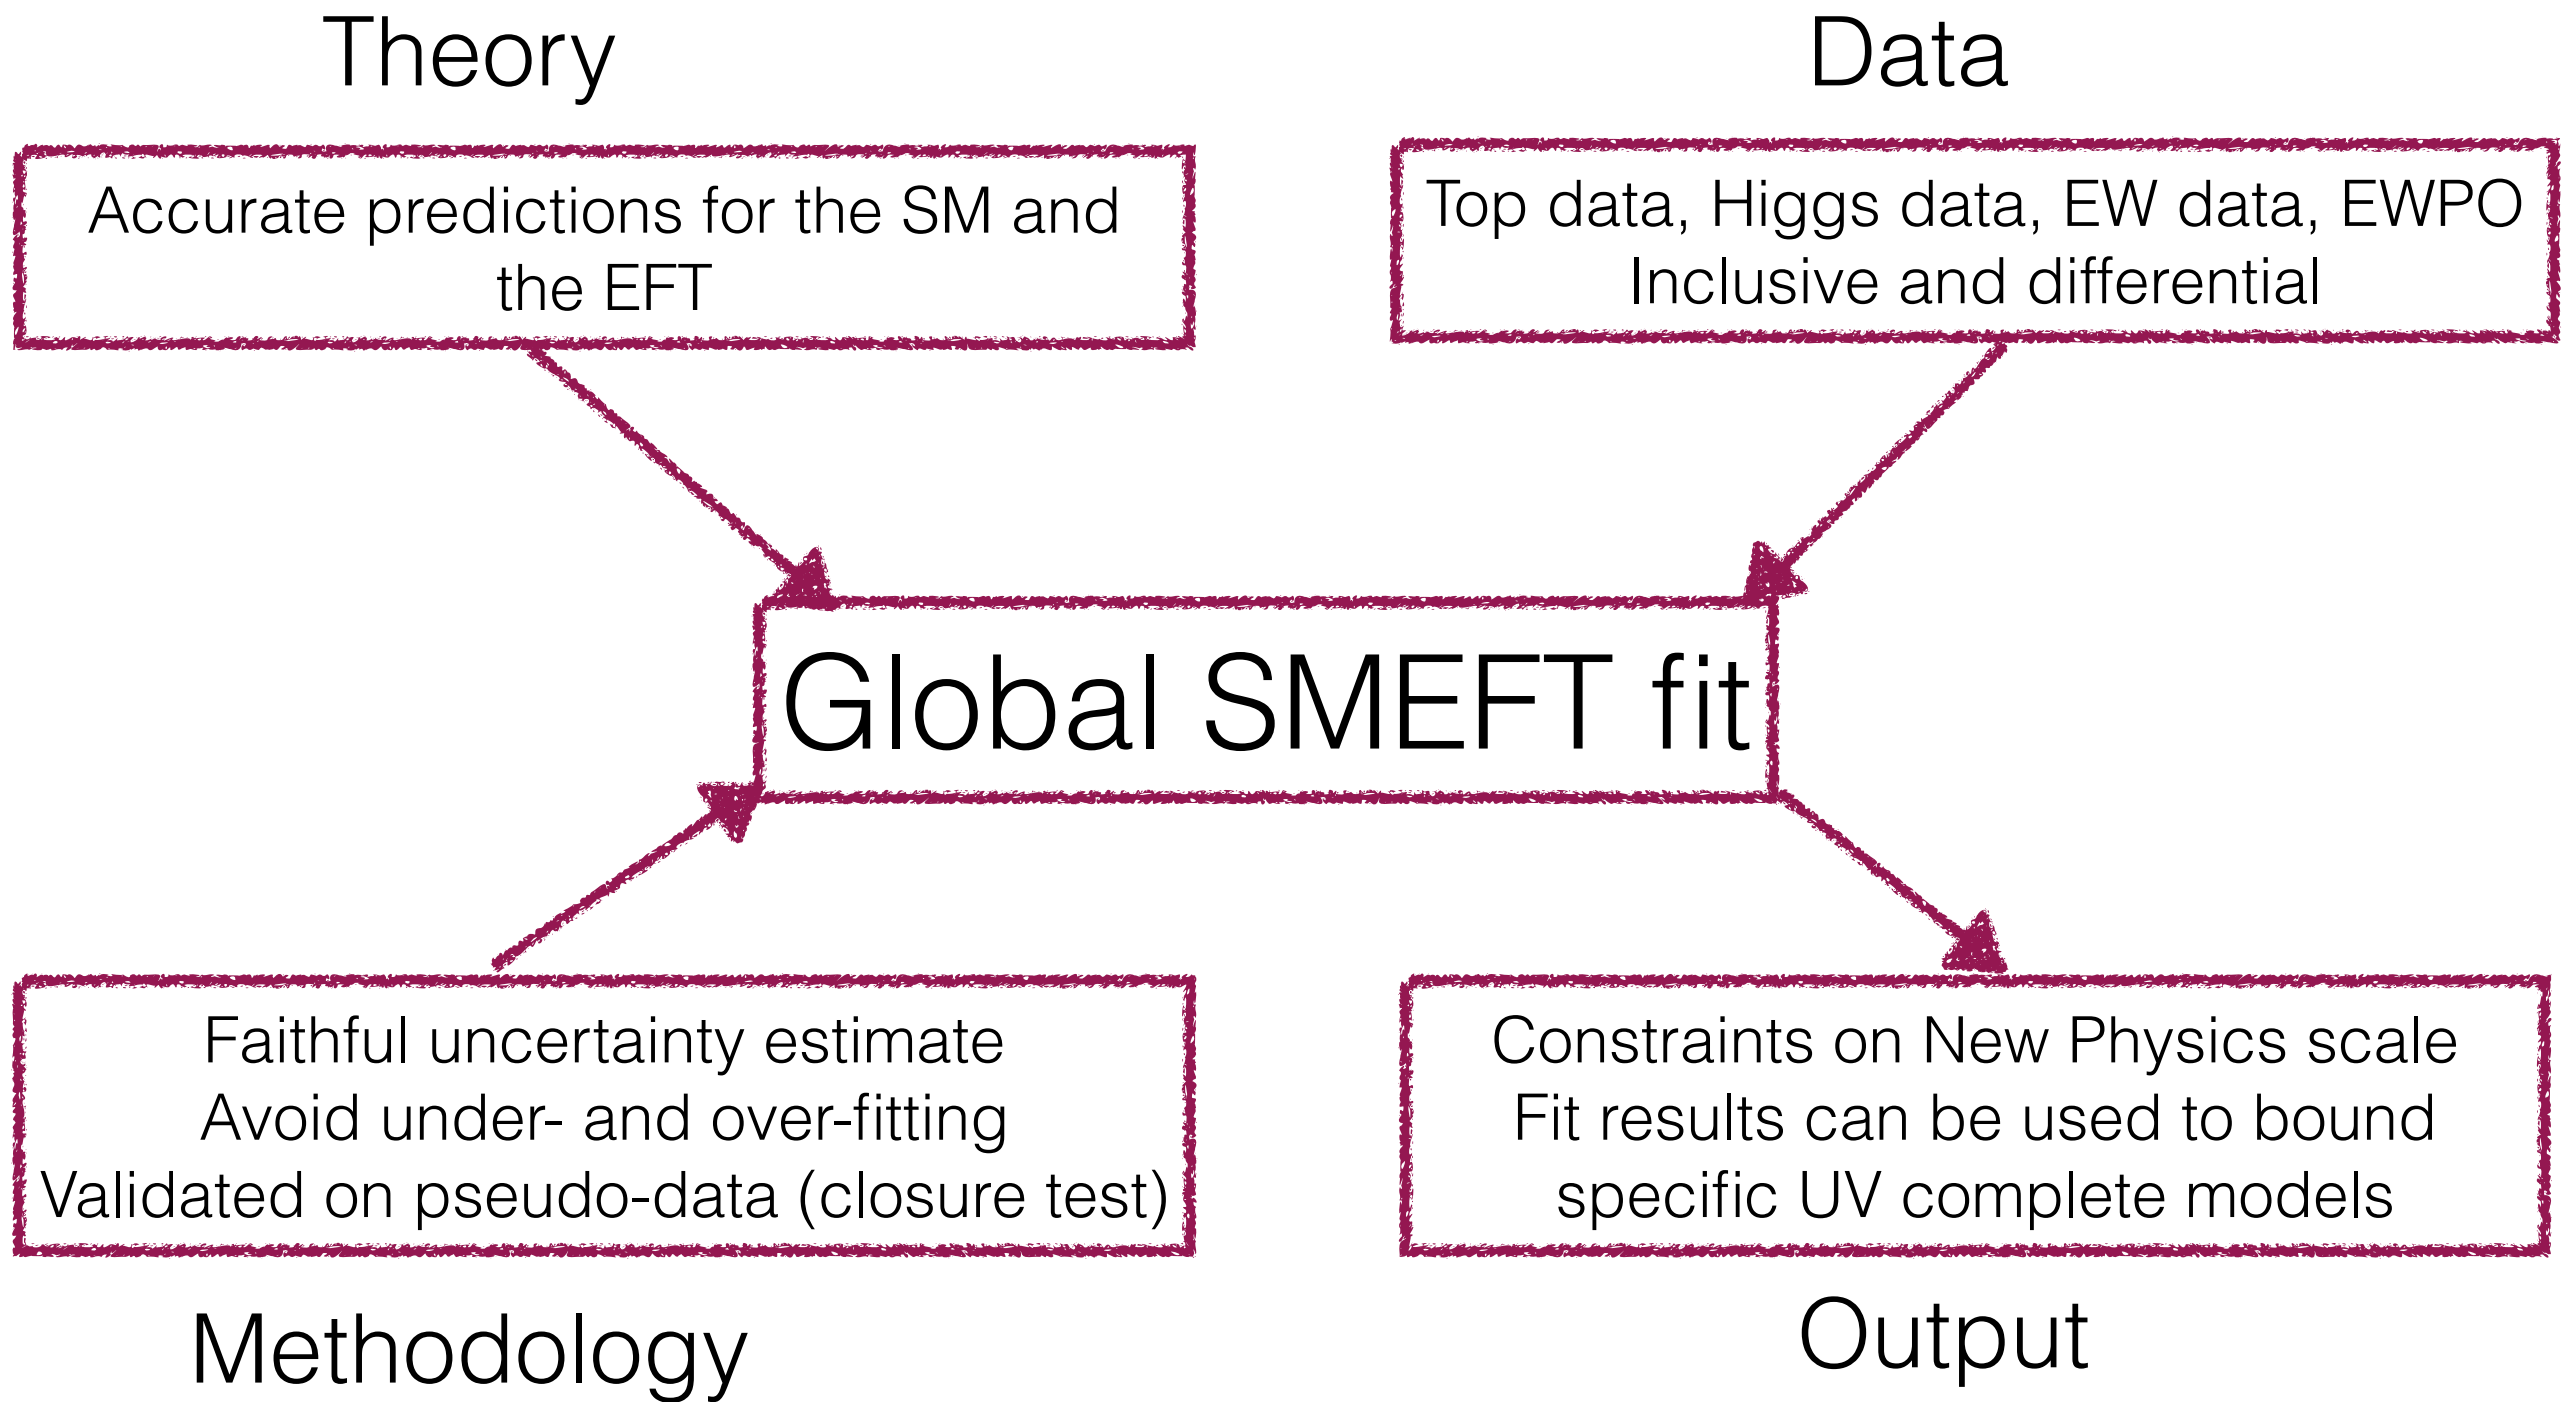 Theory
Accurate predictions for the SM and
the EFT
Data
Top data, Higgs data, EW data, EWPO
Inclusive and differential
Global SMEFT fit
Faithful uncertainty estimate
Avoid under- and over-fitting
Validated on pseudo-data (closure test)
Methodology
Constraints on New Physics scale
Fit results can be used to bound
specific UV complete models
Output